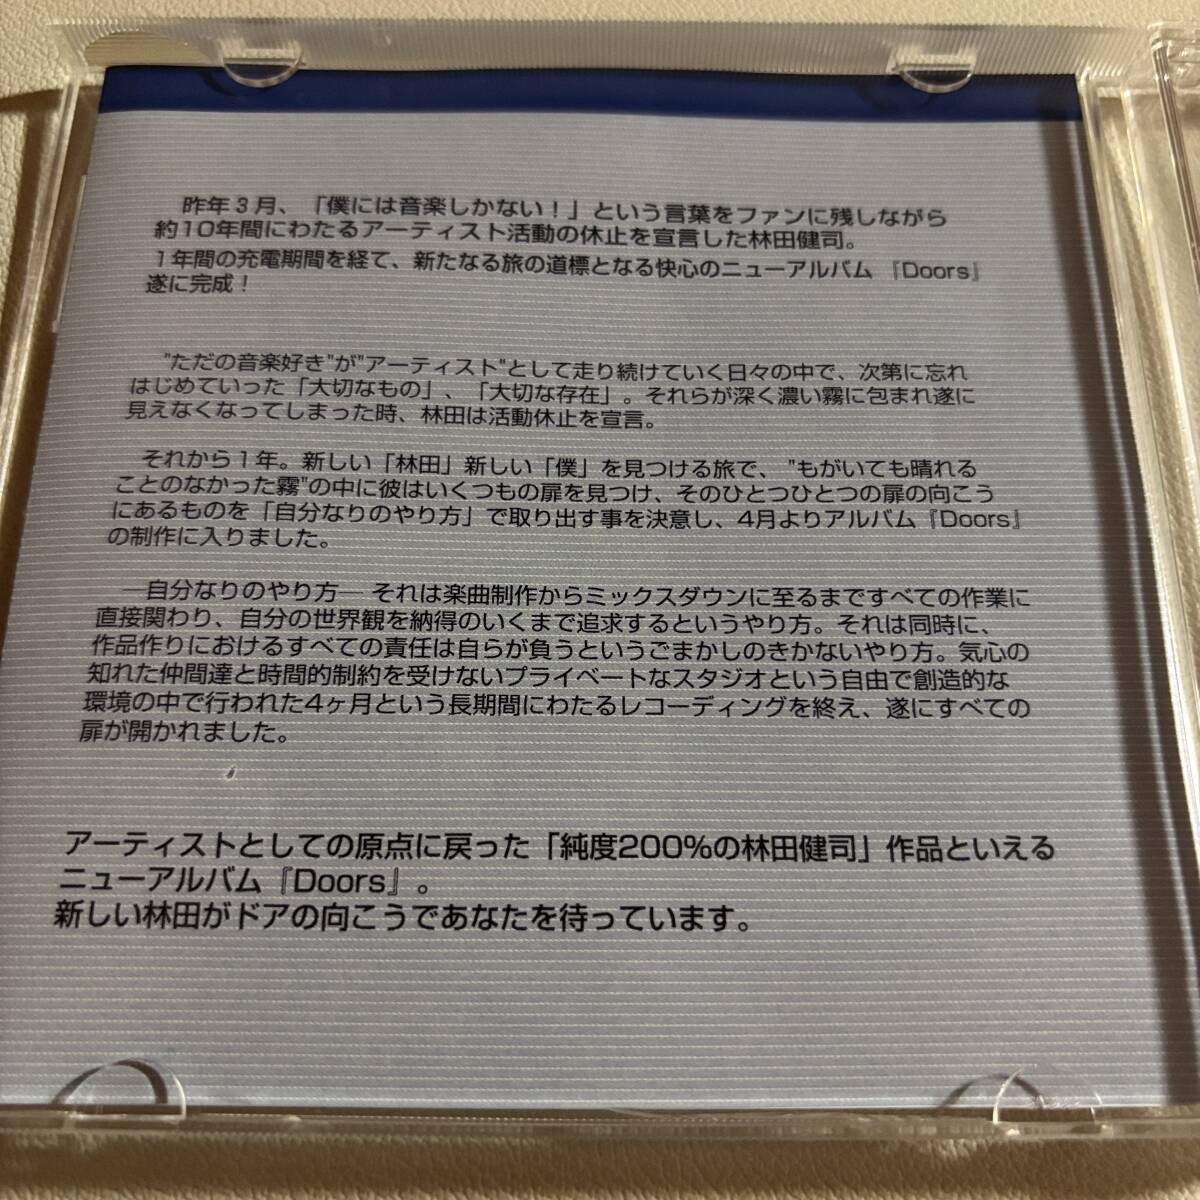 昨年３月、「僕には音楽しかない！」という言葉をファンに残しながら
約10年間にわたるアーティスト活動の休止を宣言した林田健司。
１年間の充電期間を経て、新たなる旅の道標となる快心のニューアルバム『Doors』
遂に完成！
"ただの音楽好き"が"アーティスト"として走り続けていく日々の中で、次第に忘れ
はじめていった「大切なもの」、「大切な存在」。それらが深く濃い霧に包まれ遂に
見えなくなってしまった時、林田は活動休止を宣言。
それから１年。新しい「林田」新しい「僕」を見つける旅で、"もがいても晴れる
ことのなかった霧"の中に彼はいくつもの扉を見つけ、そのひとつひとつの扉の向こう
にあるものを「自分なりのやり方」で取り出す事を決意し、4月よりアルバム『Doors』
の制作に入りました。
―自分なりのやり方― それは楽曲制作からミックスダウンに至るまですべての作業に
直接関わり、自分の世界観を納得のいくまで追求するというやり方。それは同時に、
作品作りにおけるすべての責任は自らが負うというごまかしのきかないやり方。気心の
知れた仲間達と時間的制約を受けないプライベートなスタジオという自由で創造的な
環境の中で行われた4ヶ月という長期間にわたるレコーディングを終え、遂にすべての
扉が開かれました。
アーティストとしての原点に戻った「純度200%の林田健司」作品といえる
ニューアルバム『Doors』。
新しい林田がドアの向こうであなたを待っています。